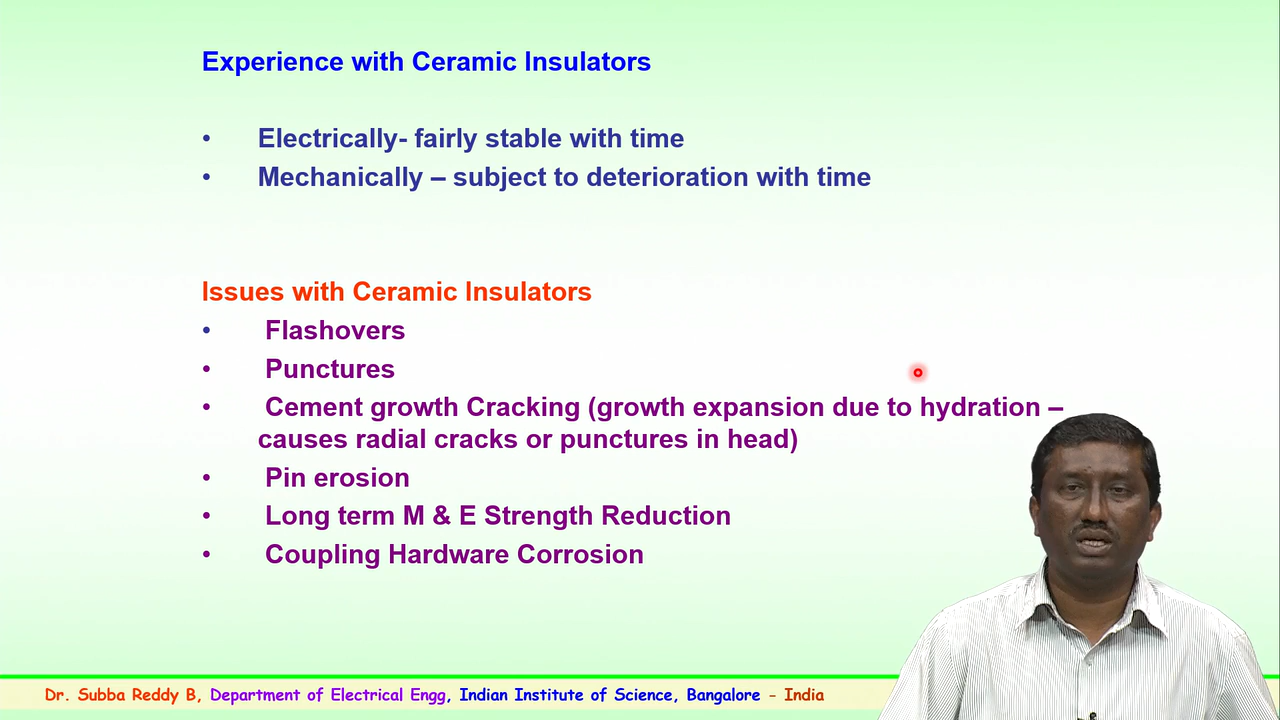 Experience with Ceramic Insulators
• Electrically- fairly stable with time
• Mechanically – subject to deterioration with time
Issues with Ceramic Insulators
• Flashovers
• Punctures
• Cement growth Cracking (growth expansion due to hydration –
causes radial cracks or punctures in head)
• Pin erosion
• Long term M & E Strength Reduction
• Coupling Hardware Corrosion
Dr. Subba Reddy B, Department of Electrical Engg, Indian Institute of Science, Bangalore - India